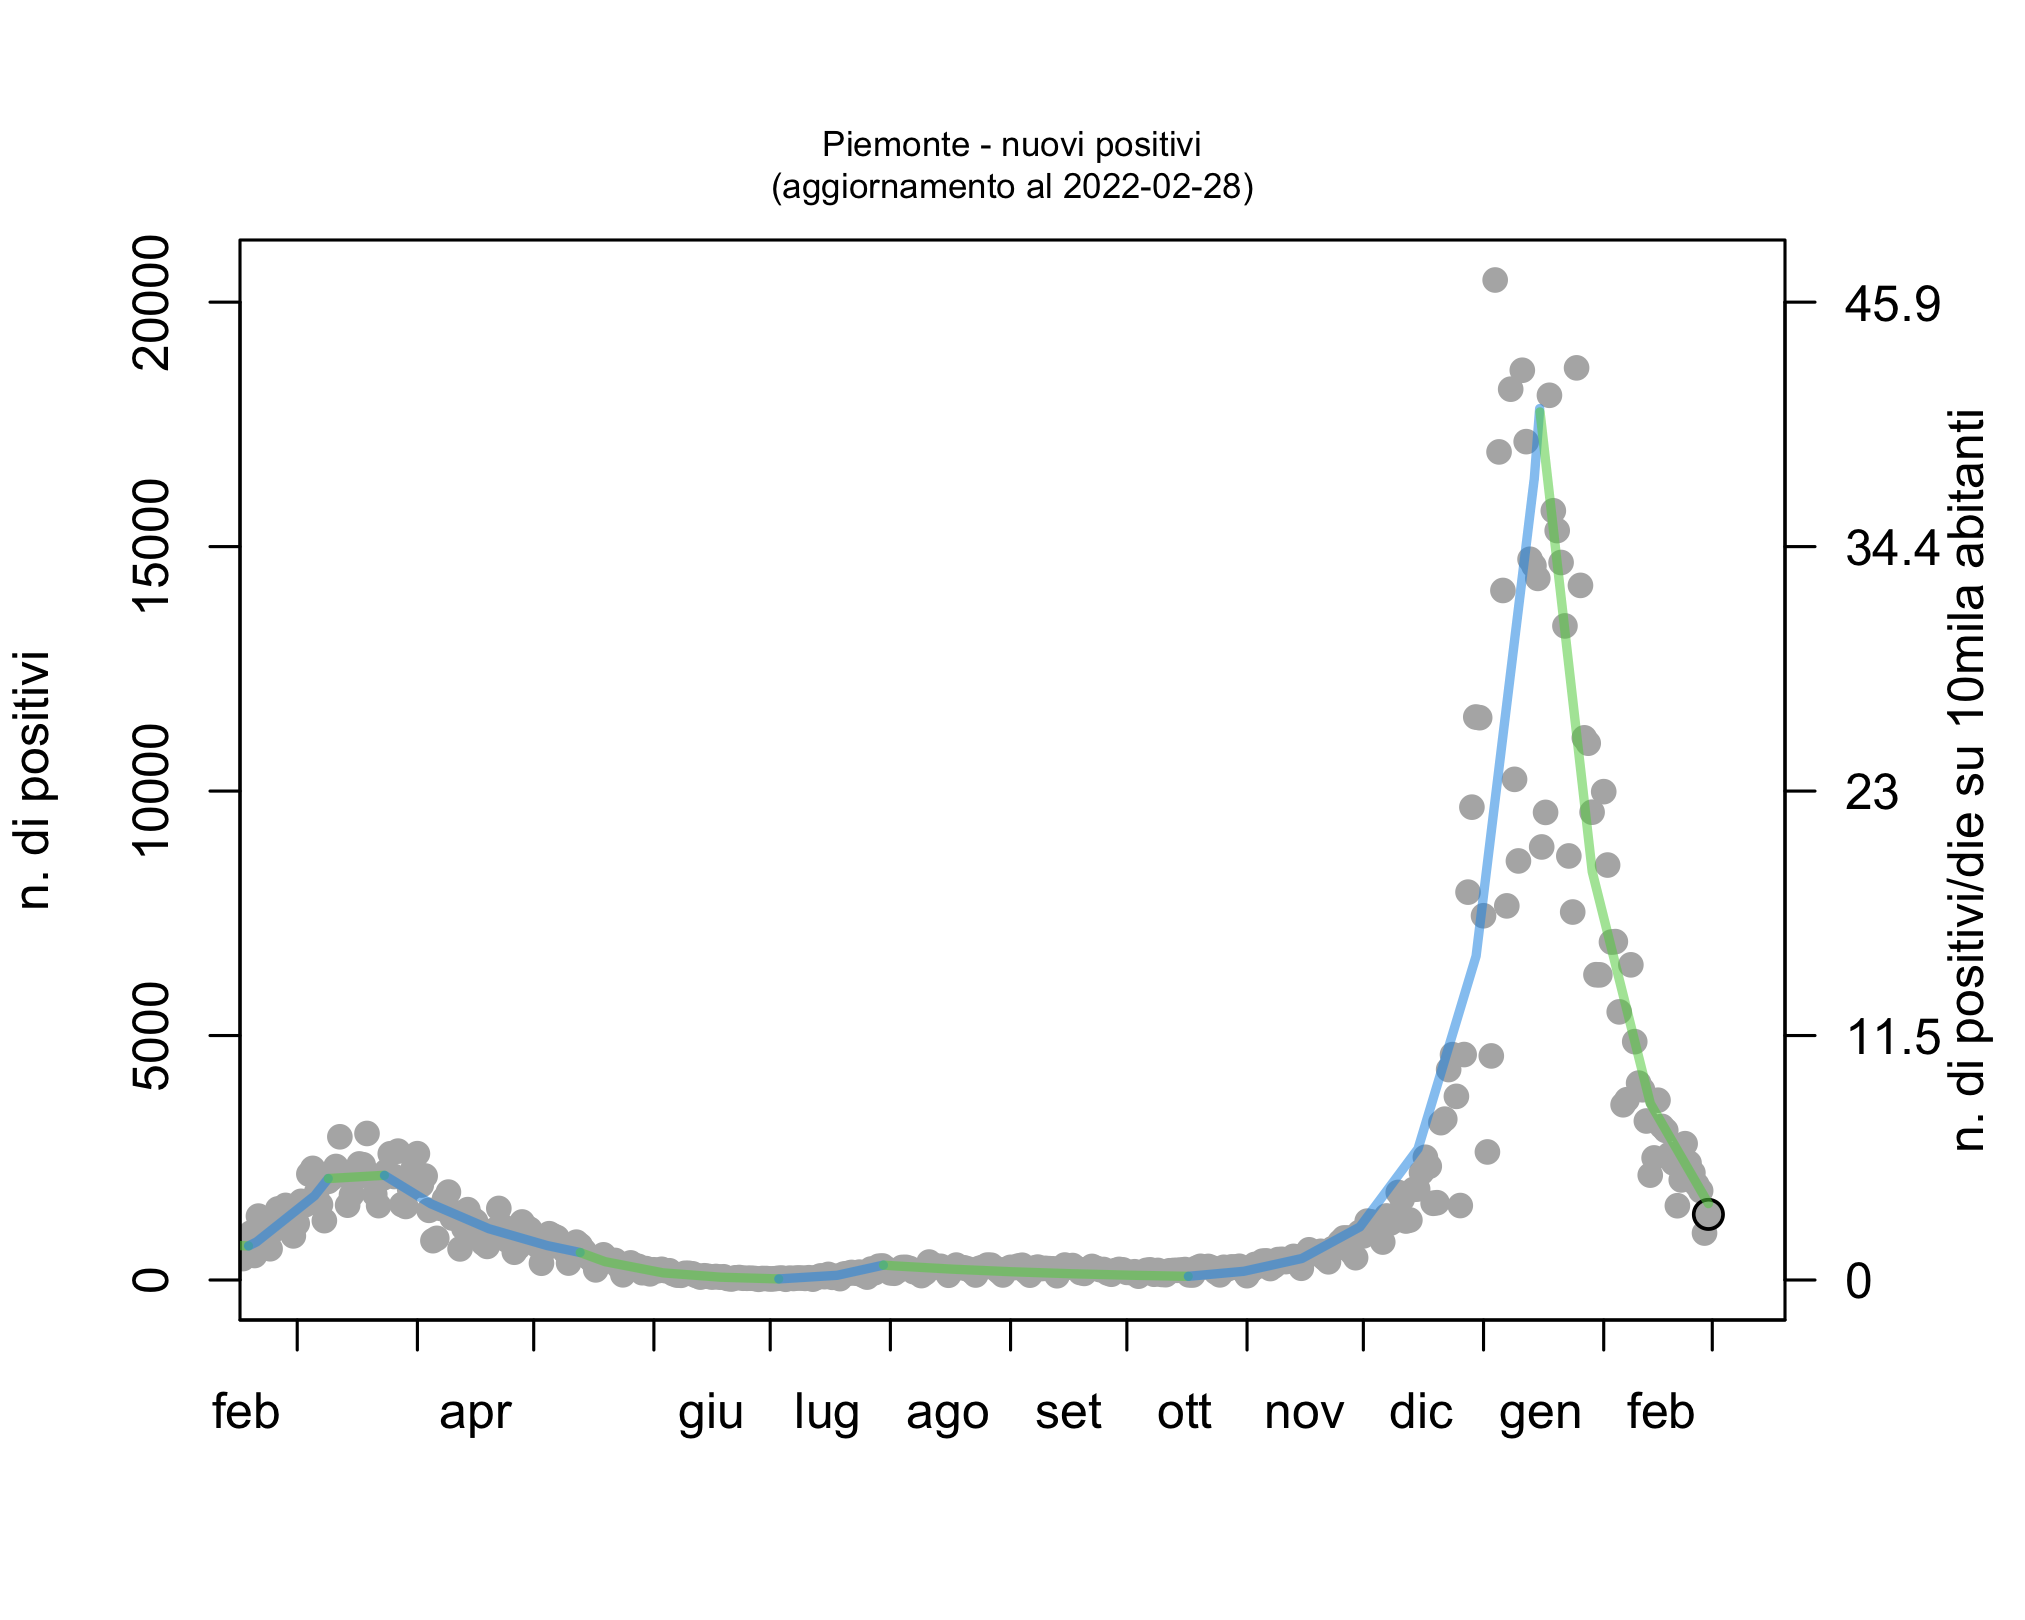 Piemonte - nuovi positivi
(aggiornamento al 2022-02-28)
n. di positivi
20000
15000
10000
5000
0
45.9
34.4
23
11.5
0
n. di positivi/die su 10mila abitanti
feb apr giu lug ago set ott nov dic gen feb